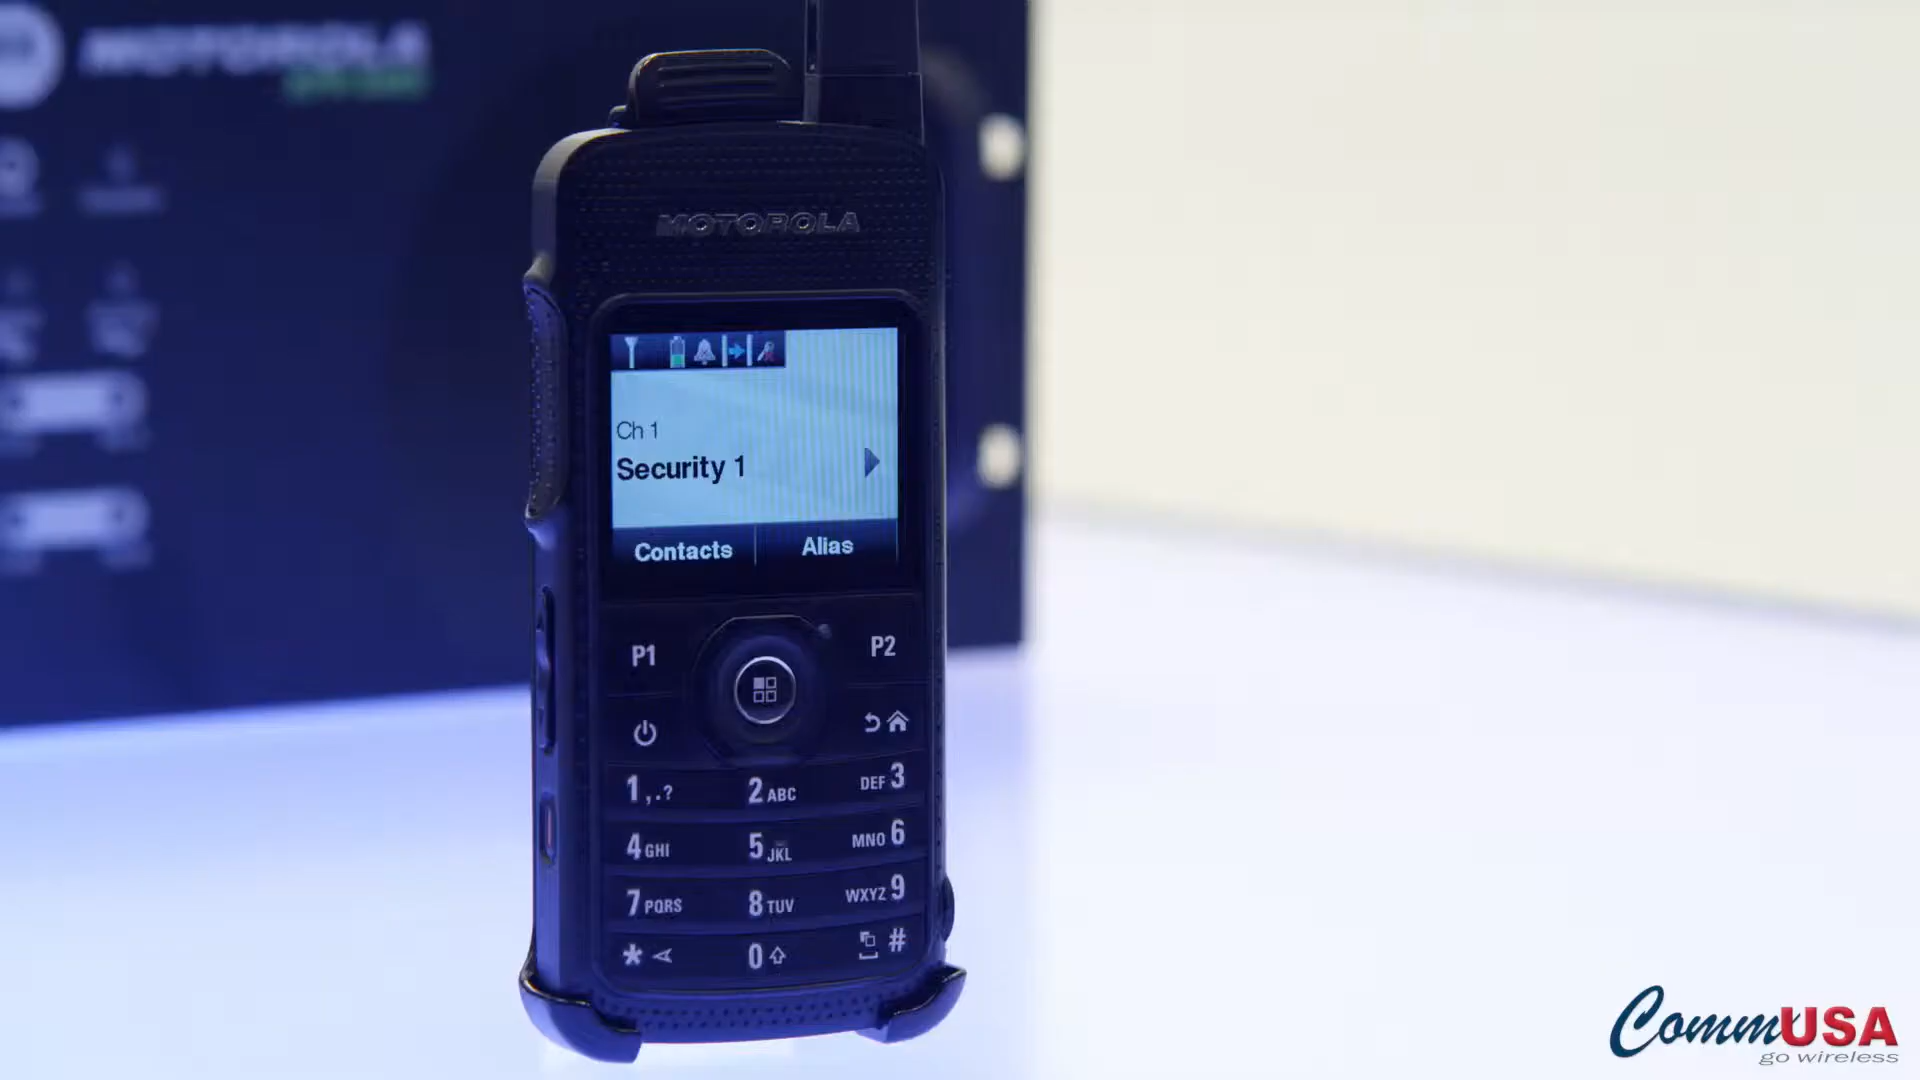 MOTOROLA
MOTOROLA
Ch 1
Security 1
Contacts
Alias
P1
P2
1,.?
2 ABC
DEF 3
4 GHI
5 JKL
MNO 6
7 PQRS
8 TUV
WXYZ 9
*
0
#
CommUSA
go wireless